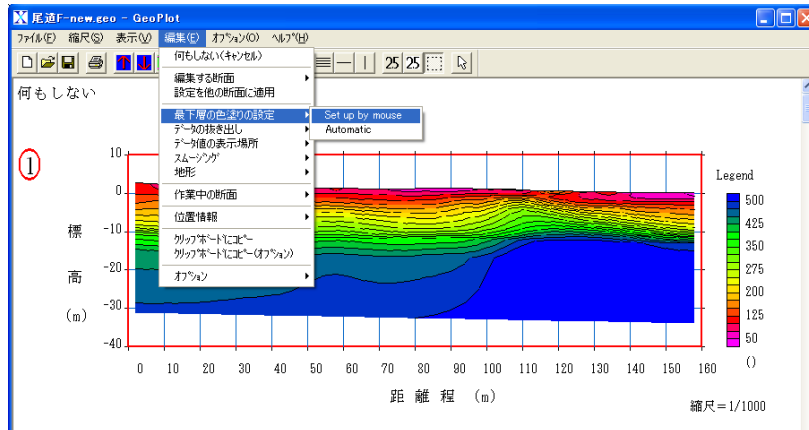 尾道F-new.geo - GeoPlot
ファイル(F) 縮尺(S) 表示(V) 編集(E) オプション(O) ヘルプ(H)
25 25
何もしない
何もしない(キャンセル)
編集する断面
設定を他の断面に適用
最下層の色塗りの設定
データの抜き出し
データ値の表示場所
スムージング
地形
作業中の断面
位置情報
クリップボードにコピー
クリップボードにコピー(オプション)
オプション
Set up by mouse
Automatic
1
10
0
-10
-20
-30
-40
標高(m)
0 10 20 30 40 50 60 70 80 90 100 110 120 130 140 150 160
距離程 (m)
Legend
500
425
350
275
200
125
50
()
縮尺=1/1000